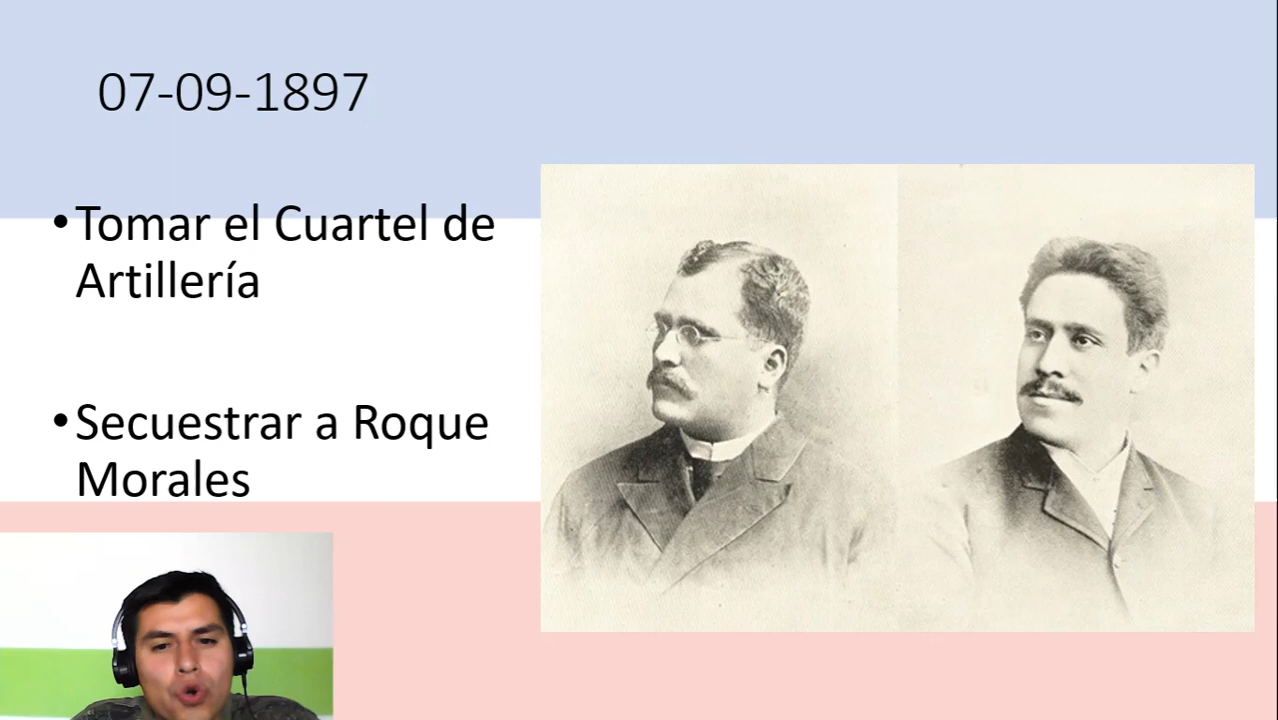 07-09-1897
•Tomar el Cuartel de
Artillería
•Secuestrar a Roque
Morales